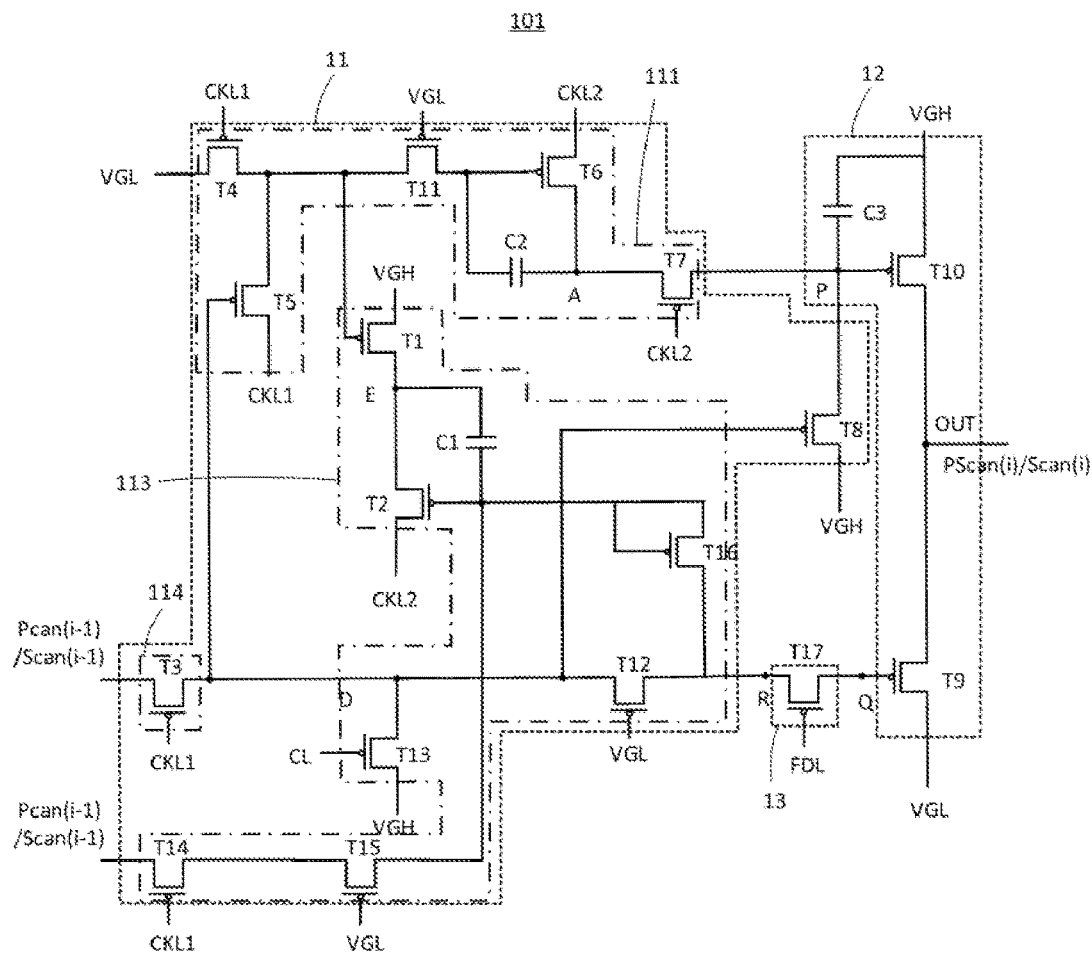 101
11
111
12
CKL1
VGL
CKL2
VGH
VGL
T4
T11
T6
C3
C2
T7
T10
VGH
A
P
T5
T1
CKL2
CKL1
E
C1
T8
OUT
PScan(i)/Scan(i)
113
T2
VGH
T16
CKL2
114
Pcan(i-1)
/Scan(i-1)
T3
T12
T17
T9
D
R
Q
CKL1
CL
T13
VGL
FDL
13
VGH
VGL
Pcan(i-1)
/Scan(i-1)
T14
T15
CKL1
VGL